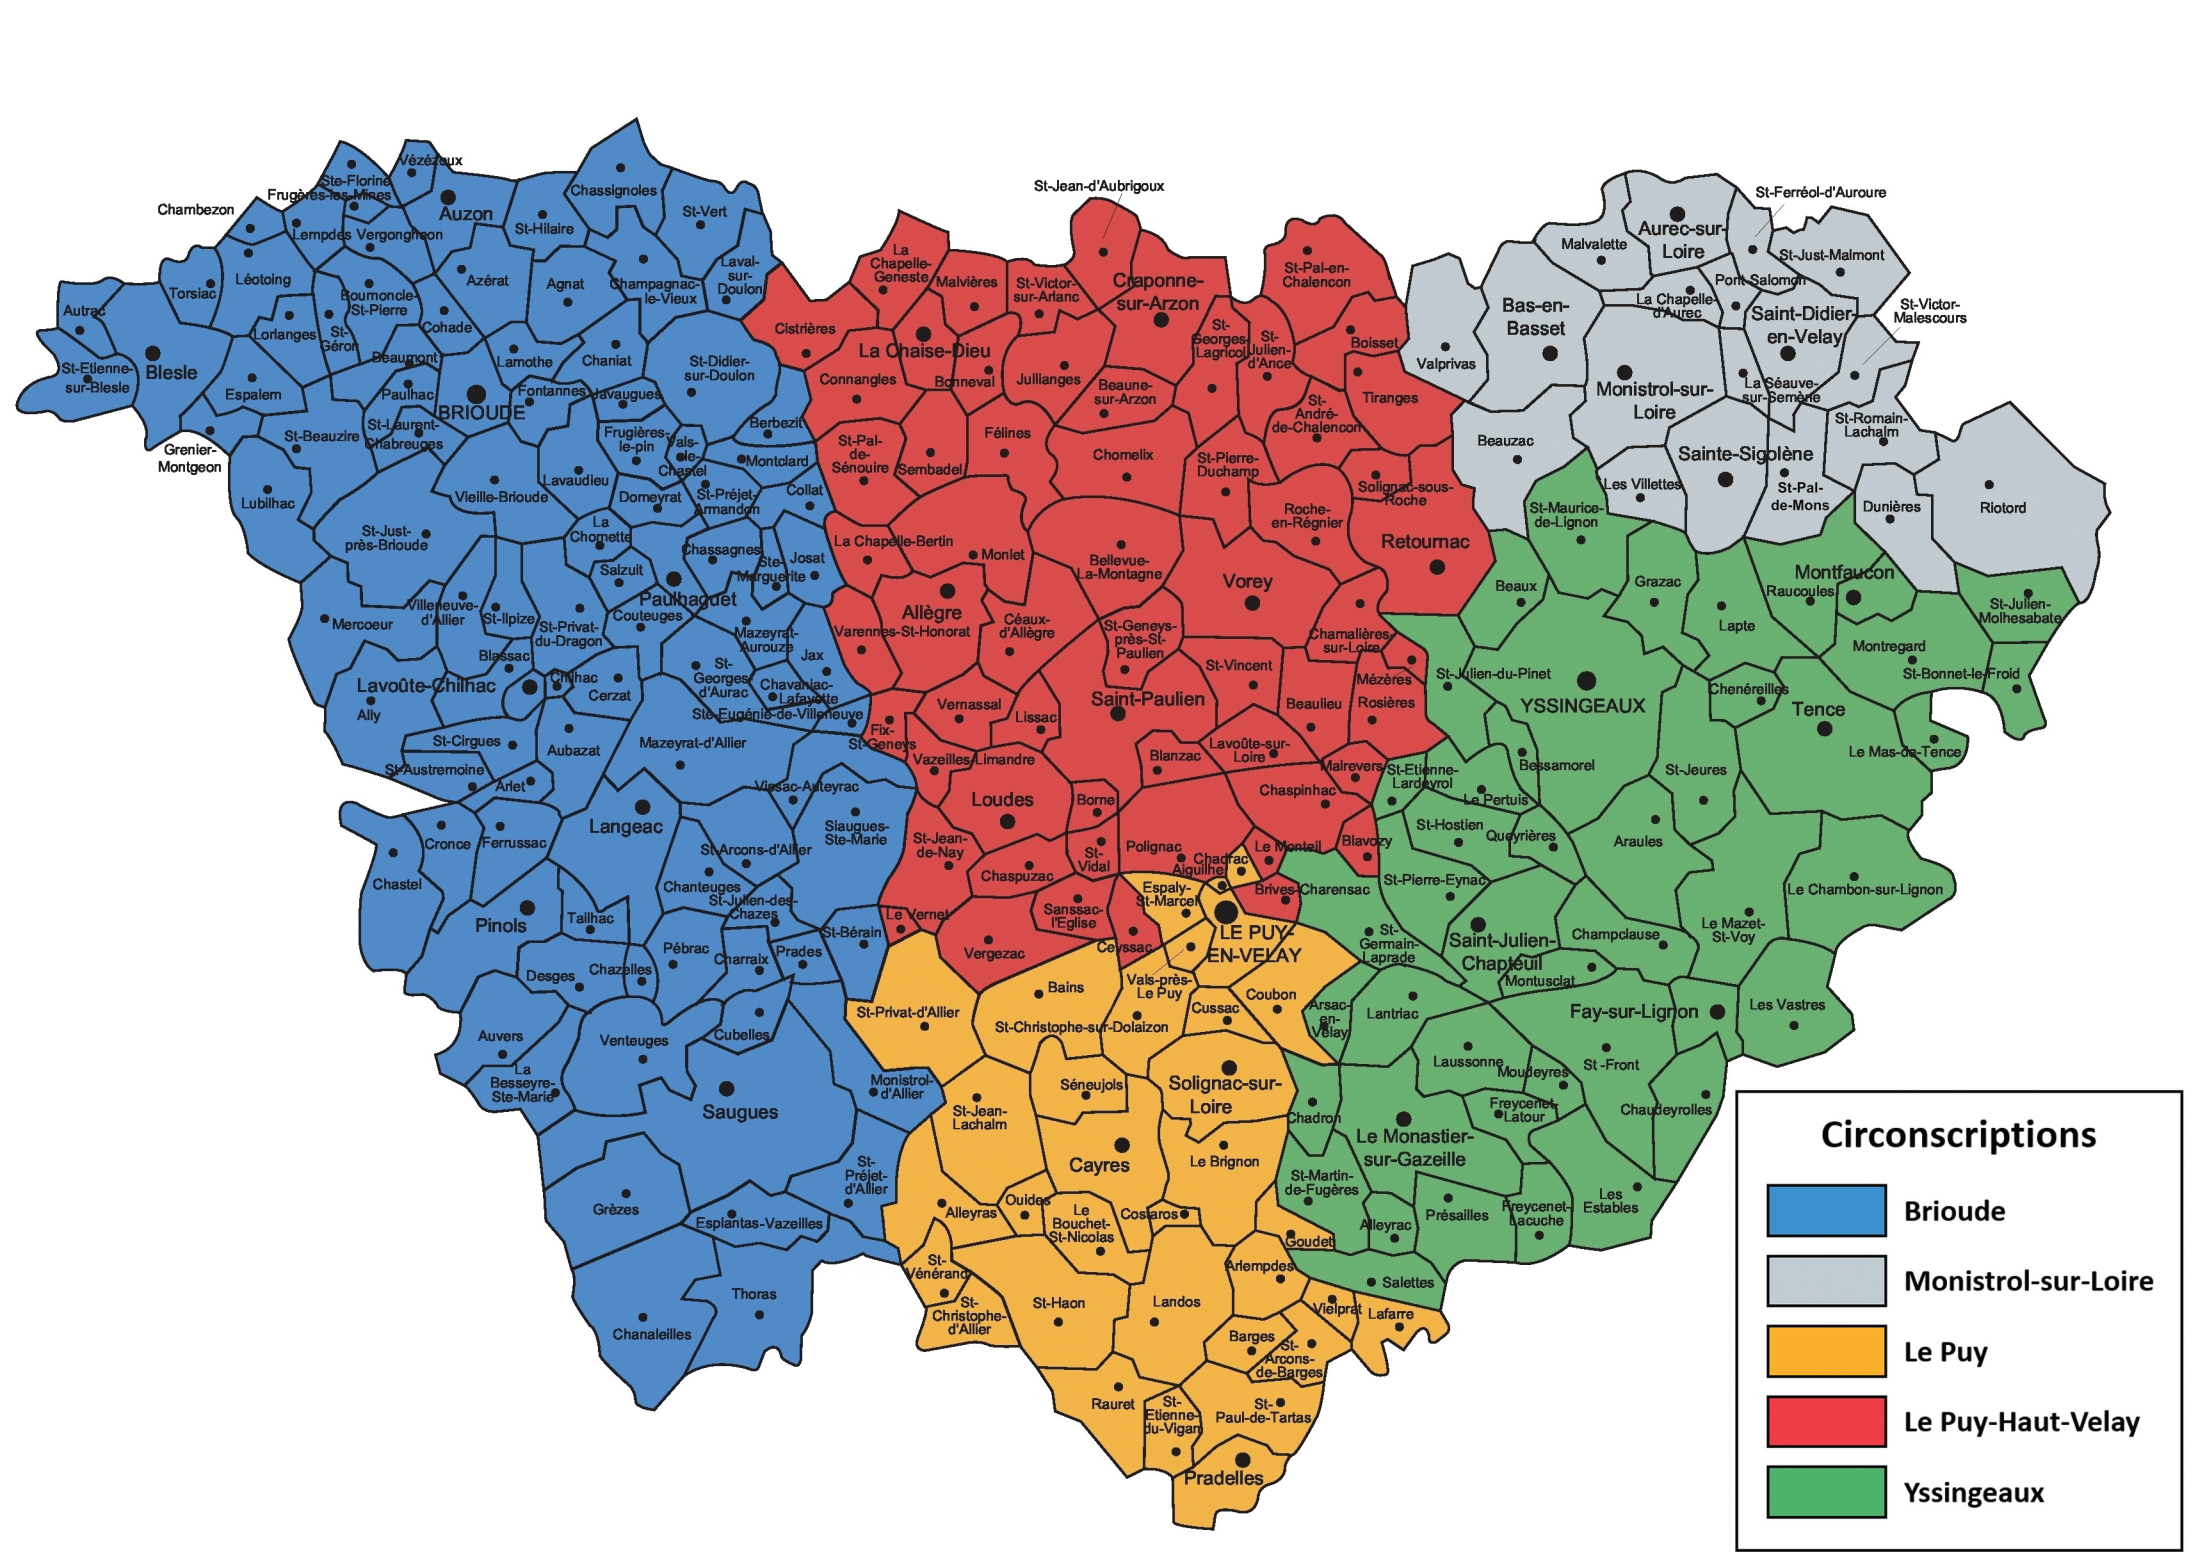 St-Jean-d'Aubrigoux
St-Ferréol-d'Auroure
Vézézoux
Ste-Florine
Frugères-les-Mines
Chambezon
Auzon
Chassignoles
St-Vert
St-Hilaire
Lempdes Vergongheon
Léotoing
Torsiac
Azérat
Agnat
Champagnac-
le-Vieux
Laval-
sur-
Doulon
Bournoncle-
St-Pierre
Autrac
Lorlanges
St-
Géron
Cohade
Beaumont
Lamothe
Chaniat
St-Didier-
sur-Doulon
St-Etienne-
sur-Blesle
Blesle
Espalem
Paulhac
BRIOUDE
Fontannes
Javaugues
Berbezit
Grenier-
Montgeon
St-Beauzire
St-Laurent-
Chabreuges
Frugières-
le-pin
Vals-
le-
Chastel
Montclard
Lubilhac
Vieille-Brioude
Lavaudieu
Domeyrat
St-Préjet-
Armandon
Collat
St-Just-
près-Brioude
La
Chomette
Chassagnes
Ste-
Marguerite
Josat
Salzuit
Paulhaguet
Mercoeur
Villeneuve-
d'Allier
St-Ilpize
St-Privat-
du-Dragon
Couteuges
Mazeyrat-
Aurouze
Jax
Blassac
Lavoûte-Chilhac
Chilhac
Cerzat
St-
Georges-
d'Aurac
Chavaniac-
Lafayette
Ally
Ste-Eugénie-de-Villeneuve
St-Cirgues
Aubazat
Mazeyrat-d'Allier
St-Austremoine
Arlet
Vissac-Auteyrac
Langeac
Siaugues-
Ste-Marie
Cronce
Ferrussac
St-Arcons-d'Allier
Chastel
Chanteuges
St-Julien-des-
Chazes
Pinols
Tailhac
St-Bérain
Pébrac
Charraix
Prades
Desges
Chazelles
Auvers
Venteuges
Cubelles
La
Besseyre-
Ste-Marie
Saugues
Monistrol-
d'Allier
St-
Préjet-
d'Allier
Grèzes
Esplantas-Vazeilles
Thoras
Chanaleilles
La
Chapelle-
Geneste
Malvières
St-Victor-
sur-Arlanc
Craponne-
sur-Arzon
St-Pal-en-
Chalencon
Cistrières
La Chaise-Dieu
St-
Georges-
Lagricol
St-
Julien-
d'Ance
Boisset
Connangles
Bonneval
Jullianges
Beaune-
sur-Arzon
Tiranges
St-
André-
de-Chalencon
St-Pal-
de-
Sénouire
Sembadel
Félines
Chomelix
St-Pierre-
Duchamp
Solignac-sous-
Roche
Roche-
en-Régnier
La Chapelle-Bertin
Monlet
Bellevue-
La-Montagne
Vorey
Retournac
Allègre
Varennes-St-Honorat
Céaux-
d'Allègre
St-Geneys-
près-St-
Paulien
Chamalières-
sur-Loire
St-Vincent
Mézères
Saint-Paulien
Beaulieu
Rosières
Vernassal
Lissac
Fix-
St-Geneys
Vazeilles-Limandre
Blanzac
Lavoûte-sur-
Loire
Malrevers
Loudes
Borne
Chaspinhac
St-Jean-
de-Nay
St-
Vidal
Polignac
Le Monteil
Blavozy
Chaspuzac
Aiguilhe
Chadrac
Espaly-
St-Marcel
Brives-Charensac
Le Vernet
Sanssac-
l'Eglise
LE PUY-
EN-VELAY
Vergezac
Ceyssac
Vals-près-
Le Puy
Bains
Coubon
St-Privat-d'Allier
St-Christophe-sur-Dolaizon
Cussac
Séneujols
Solignac-sur-
Loire
St-Jean-
Lachalm
Cayres
Le Brignon
Alleyras
Ouides
Le
Bouchet-
St-Nicolas
Costaros
Goudet
St-
Vénérand
Arlempdes
St-
Christophe-
d'Allier
St-Haon
Landos
Vielprat
Lafarre
Barges
St-
Arcons-
de-Barges
Rauret
St-
Etienne-
du-Vigan
St-
Paul-de-Tartas
Pradelles
Malvalette
Aurec-sur-
Loire
St-Just-Malmont
Pont-Salomon
Bas-en-
Basset
La Chapelle-
d'Aurec
Saint-Didier-
en-Velay
St-Victor-
Malescours
Valprivas
Monistrol-sur-
Loire
La Séauve-
sur-Semène
Beauzac
Sainte-Sigolène
St-Romain-
Lachalm
Les Villettes
St-Pal-
de-Mons
Dunières
Riotord
St-Maurice-
de-Lignon
Beaux
Grazac
Montfaucon
Raucoules
Lapte
St-Julien-
Molhesabate
Montregard
St-Bonnet-le-Froid
St-Julien-du-Pinet
YSSINGEAUX
Chenéreilles
Tence
Le Mas-de-Tence
St-Etienne-
Lardeyrol
Bessamorel
St-Jeures
Le Pertuis
St-Hostien
Queyrières
Araules
St-Pierre-Eynac
Le Chambon-sur-Lignon
Le Mazet-
St-Voy
St-
Germain-
Laprade
Saint-Julien-
Chapteuil
Champclause
Montusclat
Arsac-
en-
Velay
Lantriac
Fay-sur-Lignon
Les Vastres
Laussonne
Moudeyres
St -Front
Chadron
Freycenet-
Latour
Chaudeyrolles
Le Monastier-
sur-Gazeille
St-Martin-
de-Fugères
Alleyrac
Présailles
Freycenet-
Lacuche
Les
Estables
Salettes
Circonscriptions
Brioude
Monistrol-sur-Loire
Le Puy
Le Puy-Haut-Velay
Yssingeaux